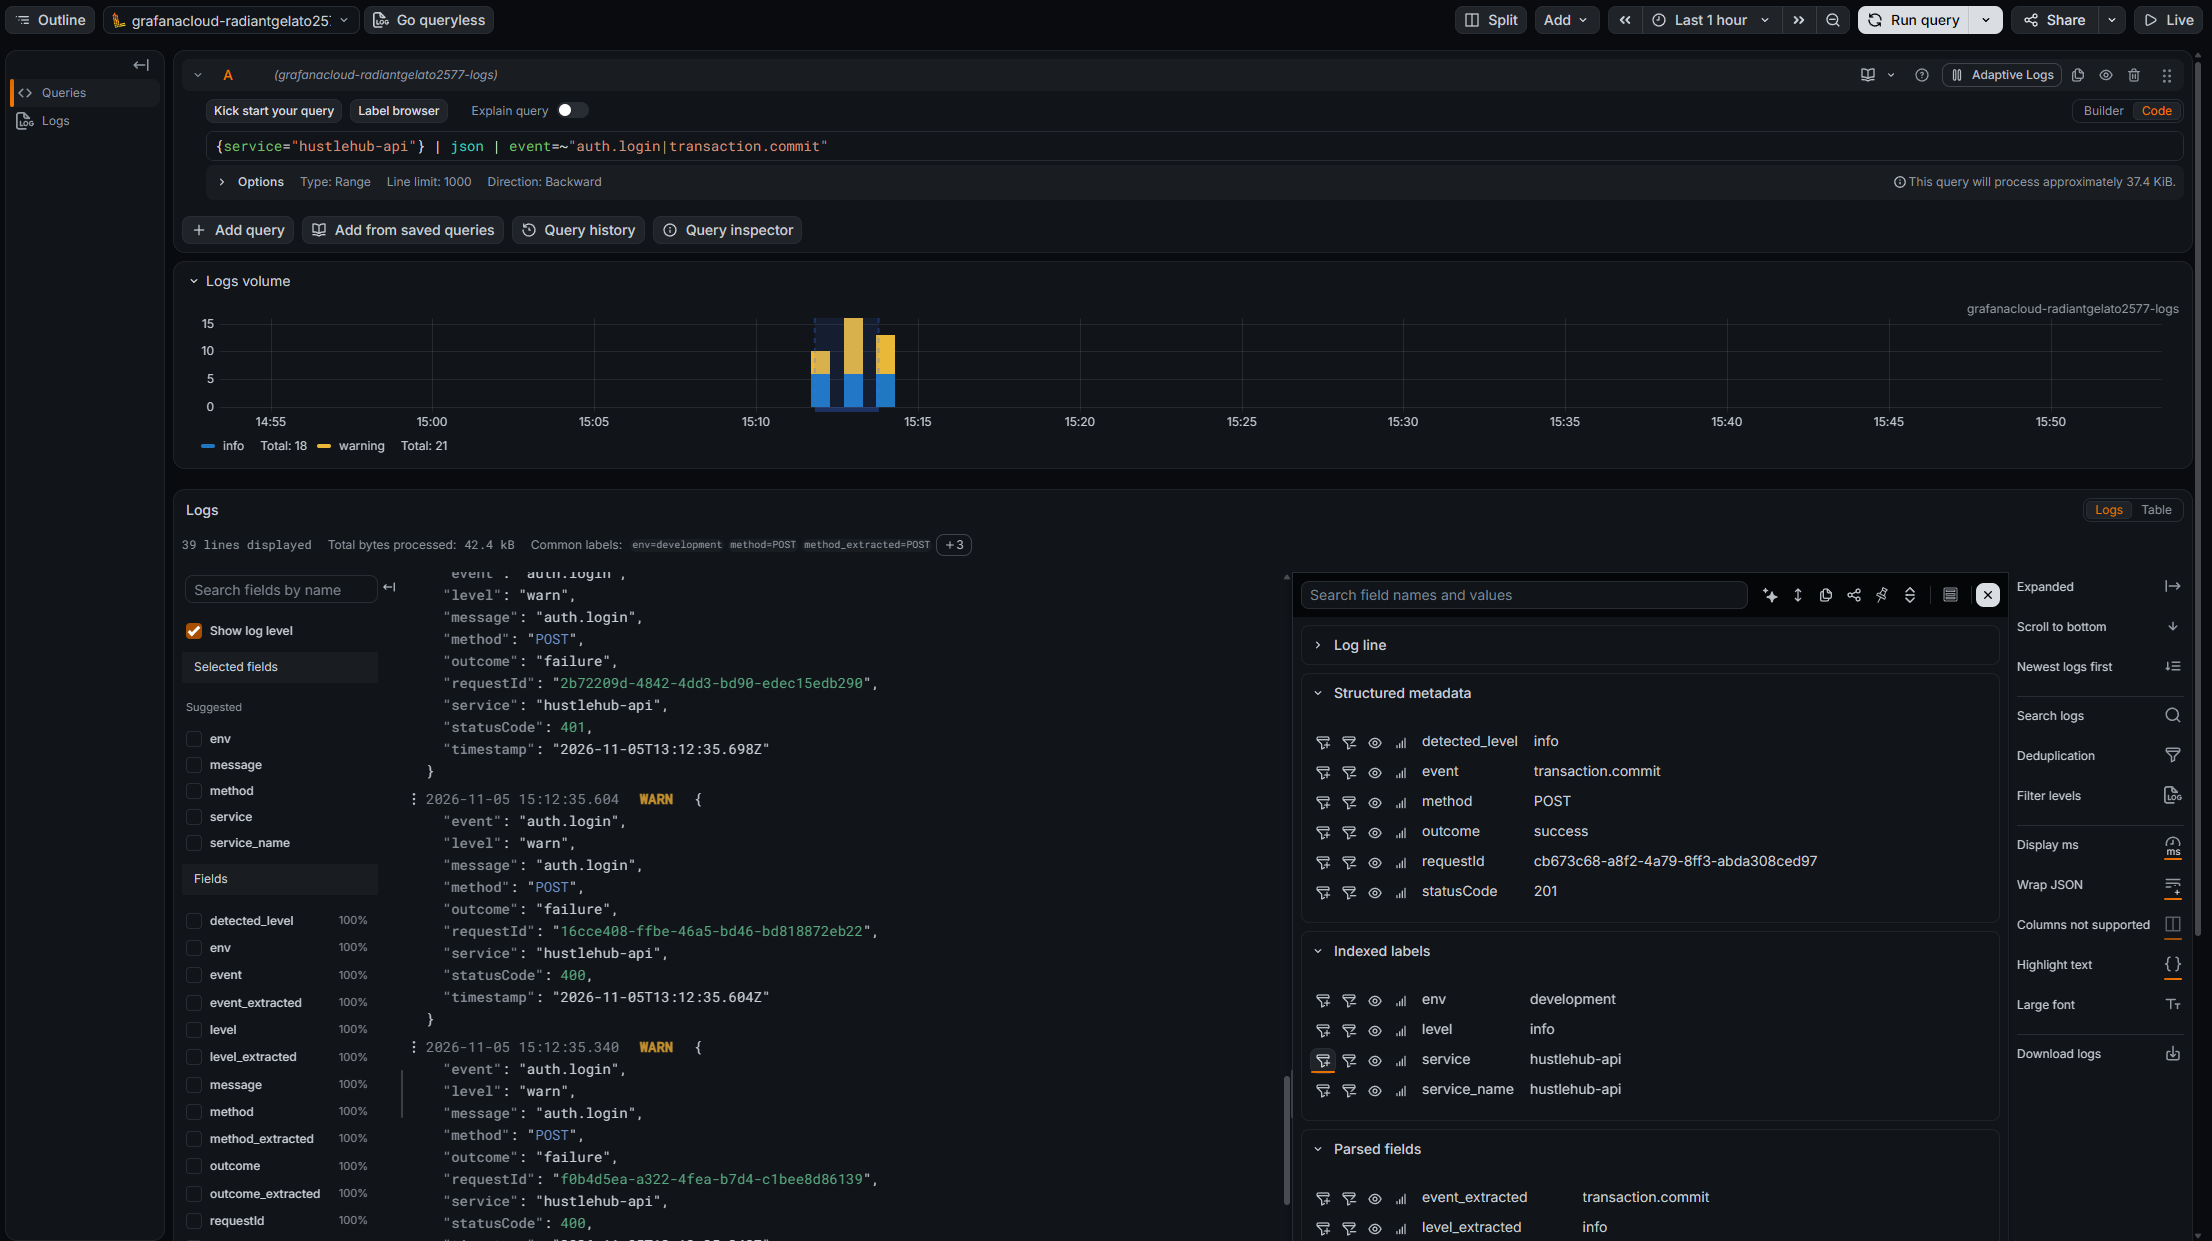 Outline
grafanacloud-radiantgelato25
Go queryless
Split
Add
Last 1 hour
Run query
Share
Live
Queries
Logs
A
(grafanacloud-radiantgelato2577-logs)
Adaptive Logs
Kick start your query
Label browser
Explain query
Builder
Code
{service="hustlehub-api"} | json | event=~"auth.login|transaction.commit"
Options Type: Range Line limit: 1000 Direction: Backward
This query will process approximately 37.4 KiB.
Add query
Add from saved queries
Query history
Query inspector
Logs volume
grafanacloud-radiantgelato2577-logs
15
10
5
0
14:55 15:00 15:05 15:10 15:15 15:20 15:25 15:30 15:35 15:40 15:45 15:50
info Total: 18 warning Total: 21
Logs
Logs Table
39 lines displayed Total bytes processed: 42.4 kB Common labels: env=development method=POST method_extracted=POST +3
Search fields by name
Show log level
Selected fields
Suggested
env
message
method
service
service_name
Fields
detected_level 100%
env 100%
event 100%
event_extracted 100%
level 100%
level_extracted 100%
message 100%
method 100%
method_extracted 100%
outcome 100%
outcome_extracted 100%
requestId 100%
"event": "auth.login",
"level": "warn",
"message": "auth.login",
"method": "POST",
"outcome": "failure",
"requestId": "2b72209d-4842-4dd3-bd90-edec15edb290",
"service": "hustlehub-api",
"statusCode": 401,
"timestamp": "2026-11-05T13:12:35.698Z"
}
2026-11-05 15:12:35.604 WARN {
"event": "auth.login",
"level": "warn",
"message": "auth.login",
"method": "POST",
"outcome": "failure",
"requestId": "16cce408-ffbe-46a5-bd46-bd818872eb22",
"service": "hustlehub-api",
"statusCode": 400,
"timestamp": "2026-11-05T13:12:35.604Z"
}
2026-11-05 15:12:35.340 WARN {
"event": "auth.login",
"level": "warn",
"message": "auth.login",
"method": "POST",
"outcome": "failure",
"requestId": "f0b4d5ea-a322-4fea-b7d4-c1bee8d86139",
"service": "hustlehub-api",
"statusCode": 400,
Search field names and values
Log line
Structured metadata
detected_level info
event transaction.commit
method POST
outcome success
requestId cb673c68-a8f2-4a79-8ff3-abda308ced97
statusCode 201
Indexed labels
env development
level info
service hustlehub-api
service_name hustlehub-api
Parsed fields
event_extracted transaction.commit
level_extracted info
Expanded
Scroll to bottom
Newest logs first
Search logs
Deduplication
Filter levels
LOG
Display ms
ms
Wrap JSON
Columns not supported
Highlight text
Large font
Download logs